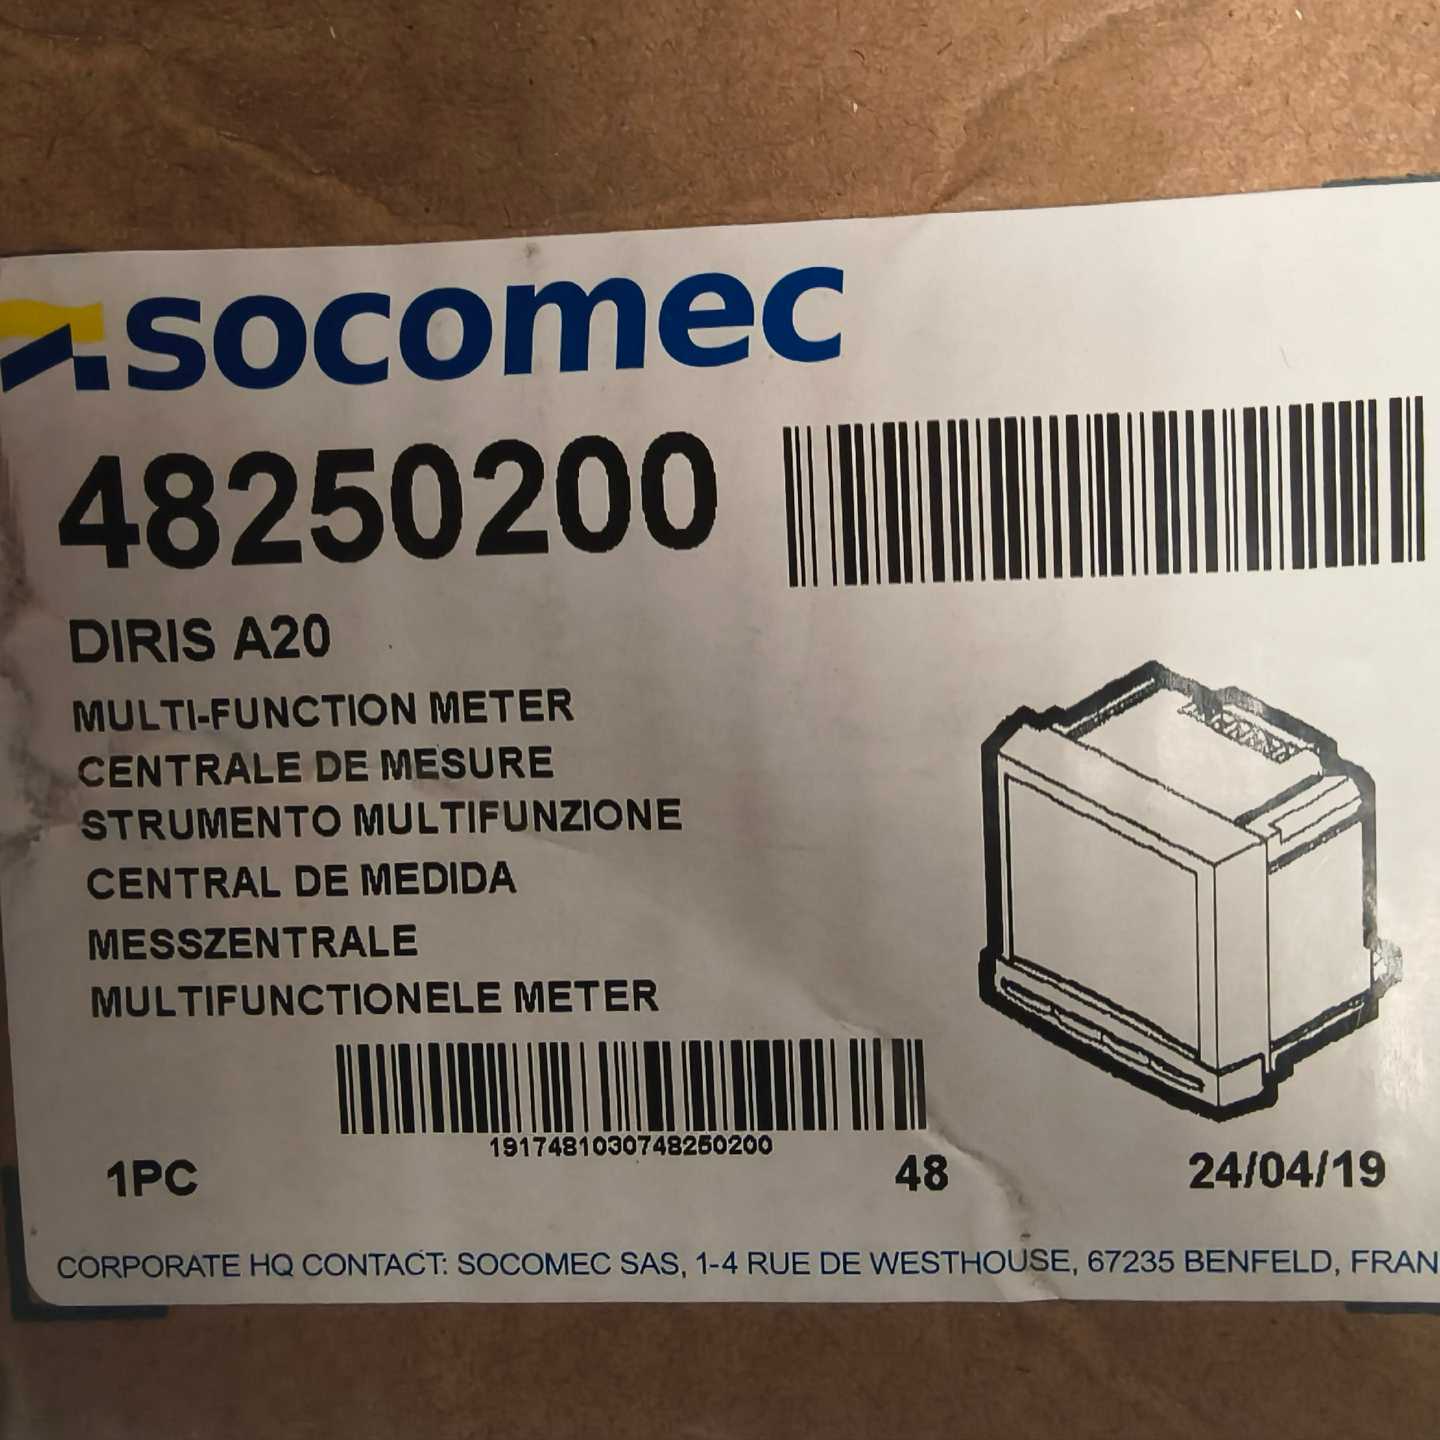 socomec
48250200
DIRIS A20
MULTI-FUNCTION METER
CENTRALE DE MESURE
STRUMENTO MULTIFUNZIONE
CENTRAL DE MEDIDA
MESSZENTRALE
MULTIFUNCTIONELE METER
1917481030748250200
1PC 48 24/04/19
CORPORATE HQ CONTACT: SOCOMEC SAS, 1-4 RUE DE WESTHOUSE, 67235 BENFELD, FRAN